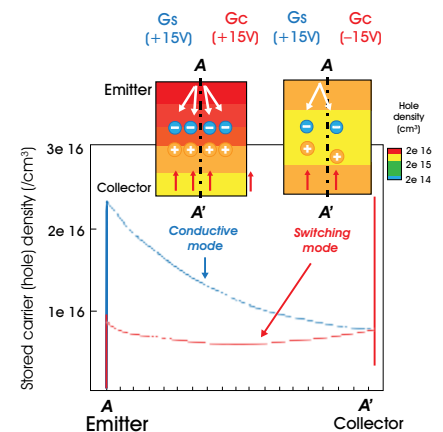 Gs Gc Gs Gc
(+15V) (+15V) (+15V) (−15V)
A A
Emitter
Hole
density
(cm³)
2e 16
2e 15
2e 14
3e 16
Collector
A' A'
Conductive
mode
Switching
mode
2e 16
1e 16
Stored carrier (hole) density (/cm³)
A A'
Emitter Collector